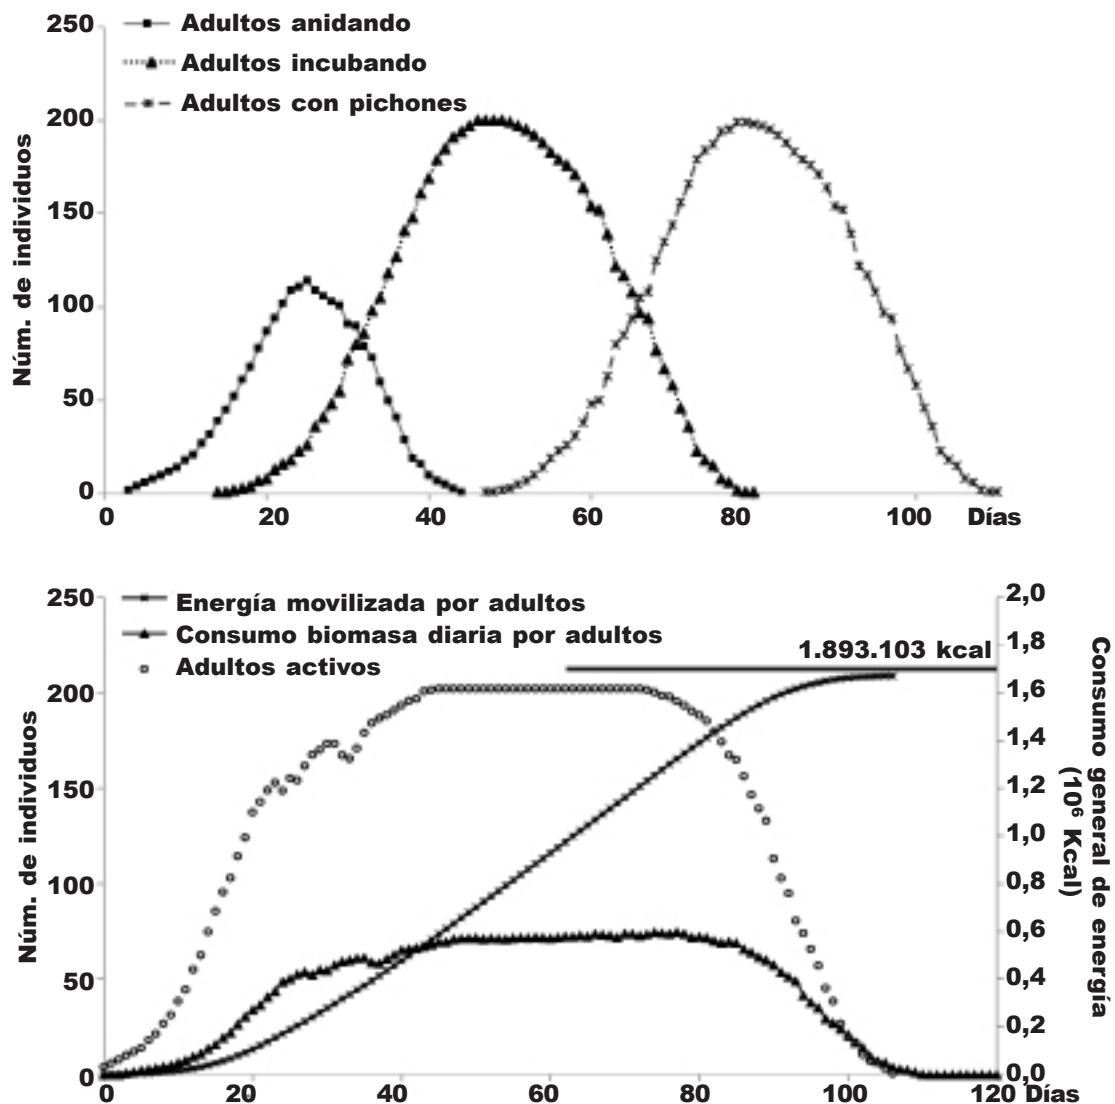 250
Adultos anidando
Adultos incubando
Adultos con pichones
200
150
100
50
0
Núm. de individuos
0 20 40 60 80 100 Días
250
Energía movilizada por adultos
Consumo biomasa diaria por adultos
Adultos activos
200
150
100
50
0
Núm. de individuos
1.893.103 kcal
2,0
1,8
1,6
1,4
1,2
1,0
0,8
0,6
0,4
0,2
0,0
Consumo general de energía
(10⁶ Kcal)
0 20 40 60 80 100 120 Días